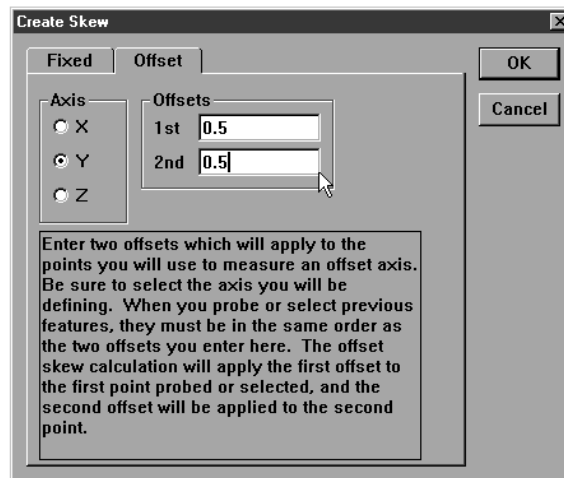 Create Skew
Fixed
Offset
OK
Cancel
Axis
X
Y
Z
Offsets
1st 0.5
2nd 0.5
Enter two offsets which will apply to the
points you will use to measure an offset axis.
Be sure to select the axis you will be
defining. When you probe or select previous
features, they must be in the same order as
the two offsets you enter here. The offset
skew calculation will apply the first offset to
the first point probed or selected, and the
second offset will be applied to the second
point.